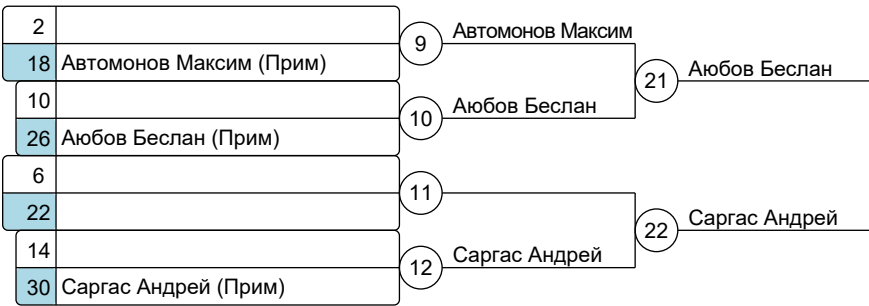 2
18 Автомонов Максим (Прим)
10
26 Аюбов Беслан (Прим)
6
22
14
30 Саргас Андрей (Прим)
9
10
11
12
Автомонов Максим
Аюбов Беслан
Саргас Андрей
21
22
Аюбов Беслан
Саргас Андрей